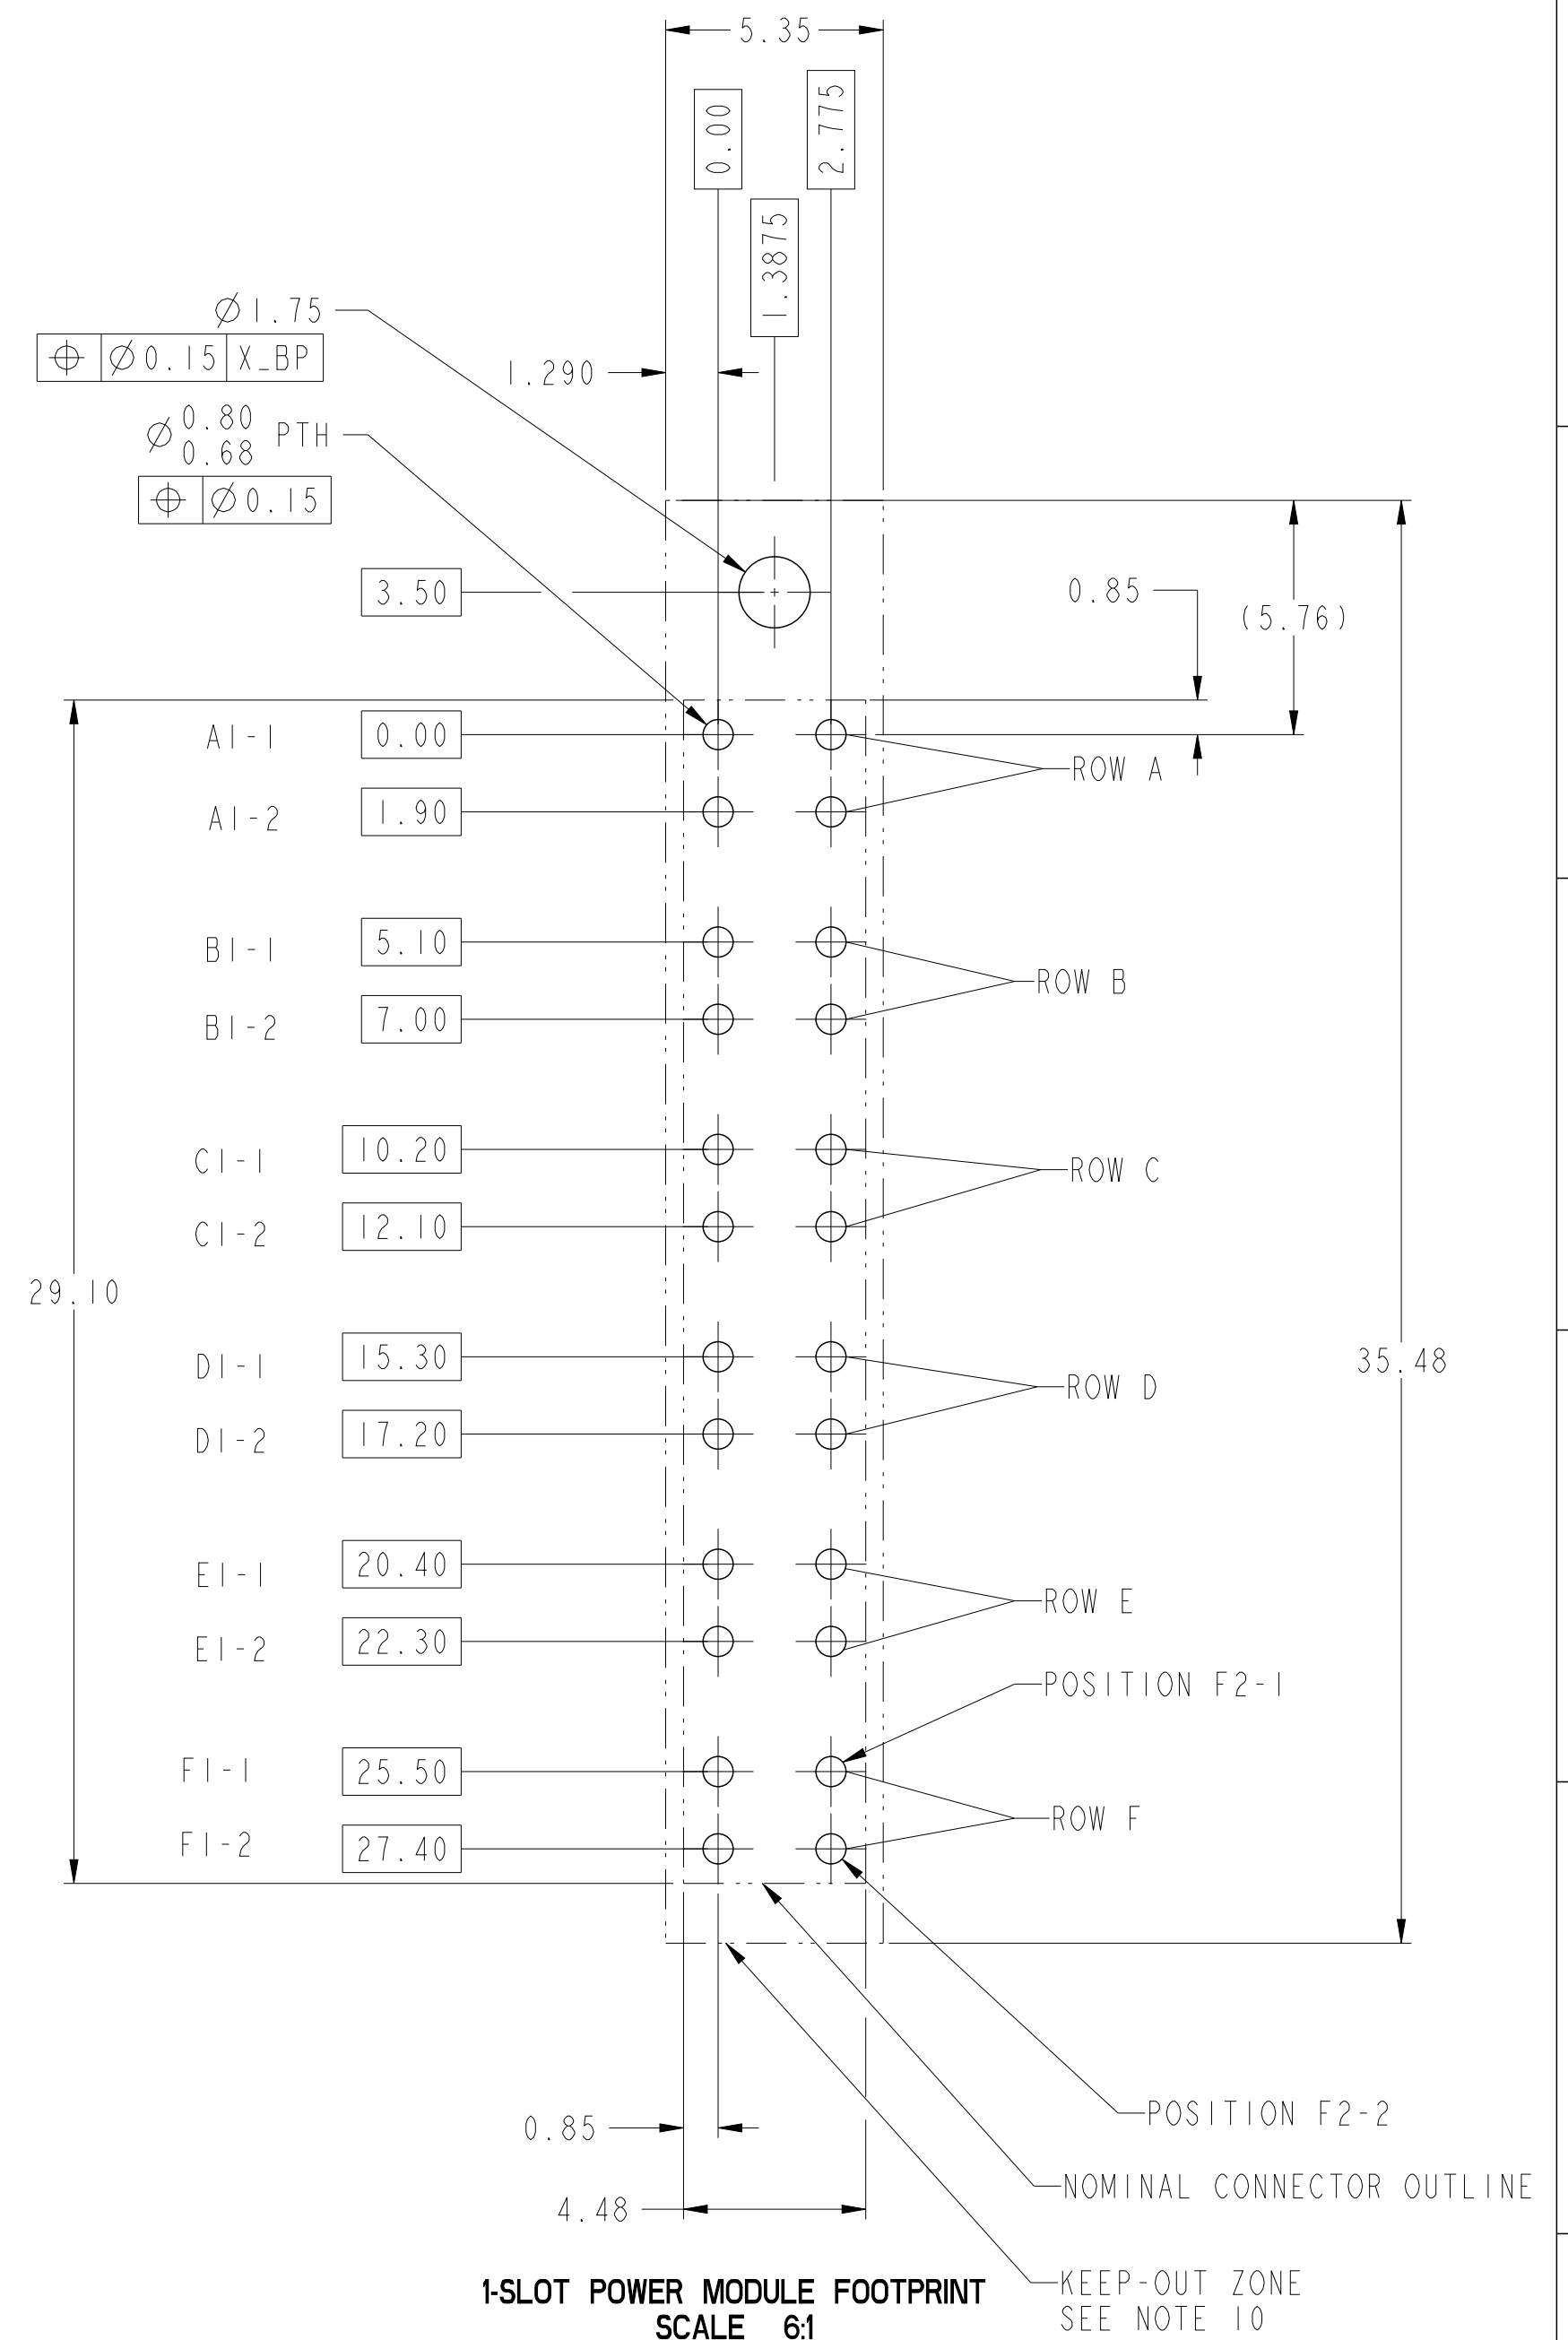 5.35
0.00
2.775
1.3875
Ø1.75
⌖ Ø0.15 X_BP
1.290
Ø 0.80
0.68 PTH
⌖ Ø0.15
3.50
0.85
(5.76)
A1-1 0.00
ROW A
A1-2 1.90
B1-1 5.10
ROW B
B1-2 7.00
C1-1 10.20
ROW C
C1-2 12.10
29.10
D1-1 15.30
35.48
ROW D
D1-2 17.20
E1-1 20.40
ROW E
E1-2 22.30
POSITION F2-1
F1-1 25.50
ROW F
F1-2 27.40
0.85
POSITION F2-2
NOMINAL CONNECTOR OUTLINE
4.48
KEEP-OUT ZONE
SEE NOTE 10
1-SLOT POWER MODULE FOOTPRINT
SCALE 6:1